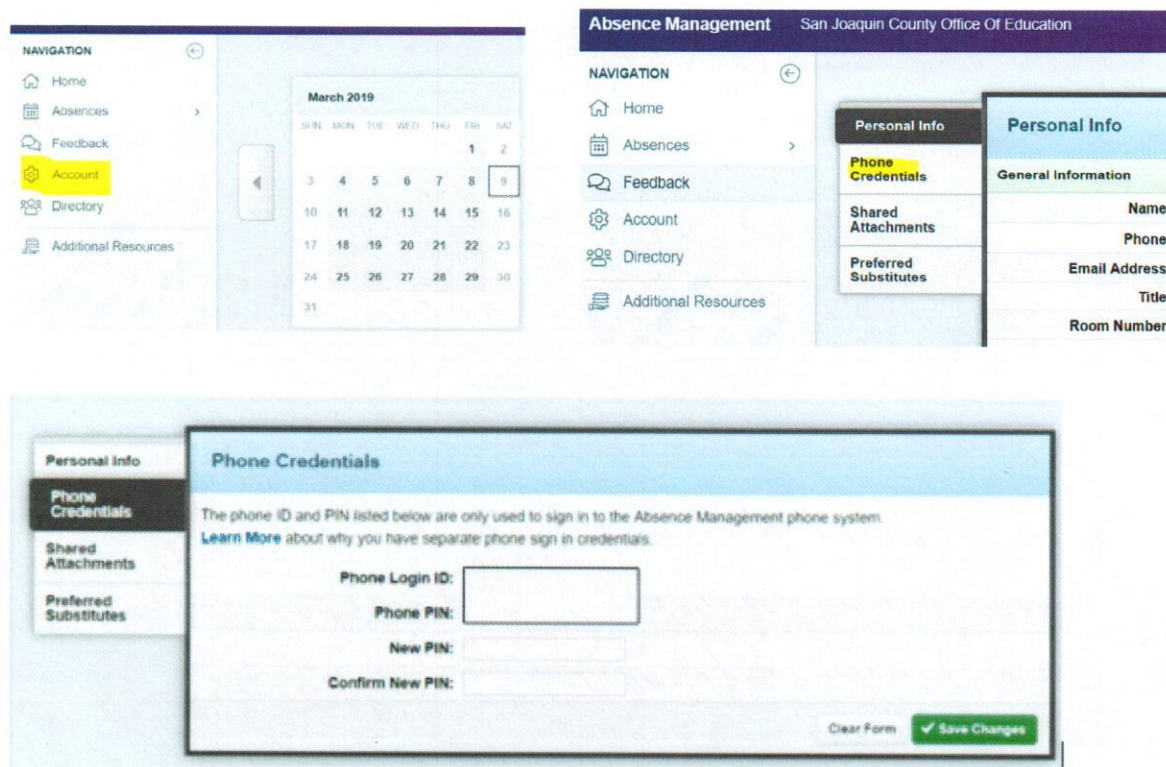 NAVIGATION
Home
Absences
Feedback
Account
Directory
Additional Resources
March 2019
SUN MON TUE WED THU FRI SAT
1 2
3 4 5 6 7 8 9
10 11 12 13 14 15 16
17 18 19 20 21 22 23
24 25 26 27 28 29 30
31
Absence Management San Joaquin County Office Of Education
NAVIGATION
Home
Absences
Feedback
Account
Directory
Additional Resources
Personal Info
Phone
Credentials
Shared
Attachments
Preferred
Substitutes
Personal Info
General Information
Name
Phone
Email Address
Title
Room Number
Personal Info
Phone
Credentials
Shared
Attachments
Preferred
Substitutes
Phone Credentials
The phone ID and PIN listed below are only used to sign in to the Absence Management phone system.
Learn More about why you have separate phone sign in credentials.
Phone Login ID:
Phone PIN:
New PIN:
Confirm New PIN:
Clear Form Save Changes